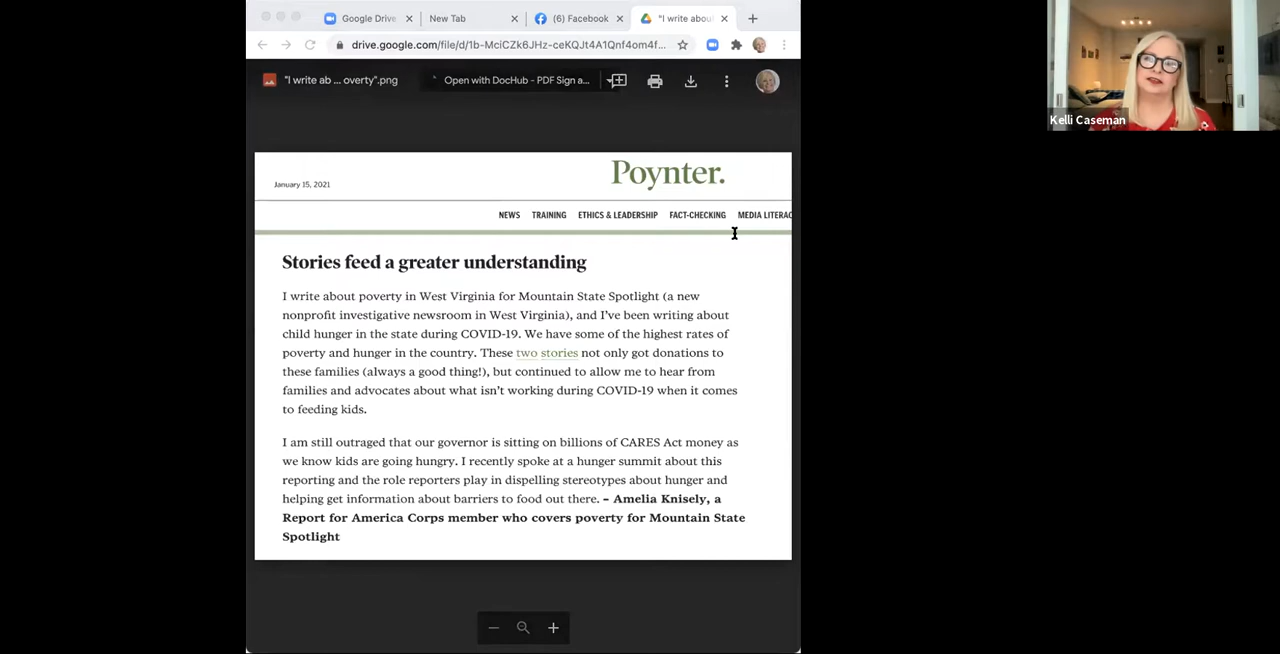 Google Drive
New Tab
(6) Facebook
"I write abou
drive.google.com/file/d/1b-MciCZk6JHz-ceKQJt4A1Qnf4om4f...
"I write ab ... overty".png
Open with DocHub - PDF Sign a...
Kelli Caseman
January 15, 2021
Poynter.
NEWS TRAINING ETHICS & LEADERSHIP FACT-CHECKING MEDIA LITERAC
Stories feed a greater understanding
I write about poverty in West Virginia for Mountain State Spotlight (a new
nonprofit investigative newsroom in West Virginia), and I've been writing about
child hunger in the state during COVID-19. We have some of the highest rates of
poverty and hunger in the country. These two stories not only got donations to
these families (always a good thing!), but continued to allow me to hear from
families and advocates about what isn't working during COVID-19 when it comes
to feeding kids.
I am still outraged that our governor is sitting on billions of CARES Act money as
we know kids are going hungry. I recently spoke at a hunger summit about this
reporting and the role reporters play in dispelling stereotypes about hunger and
helping get information about barriers to food out there. – Amelia Knisely, a
Report for America Corps member who covers poverty for Mountain State
Spotlight